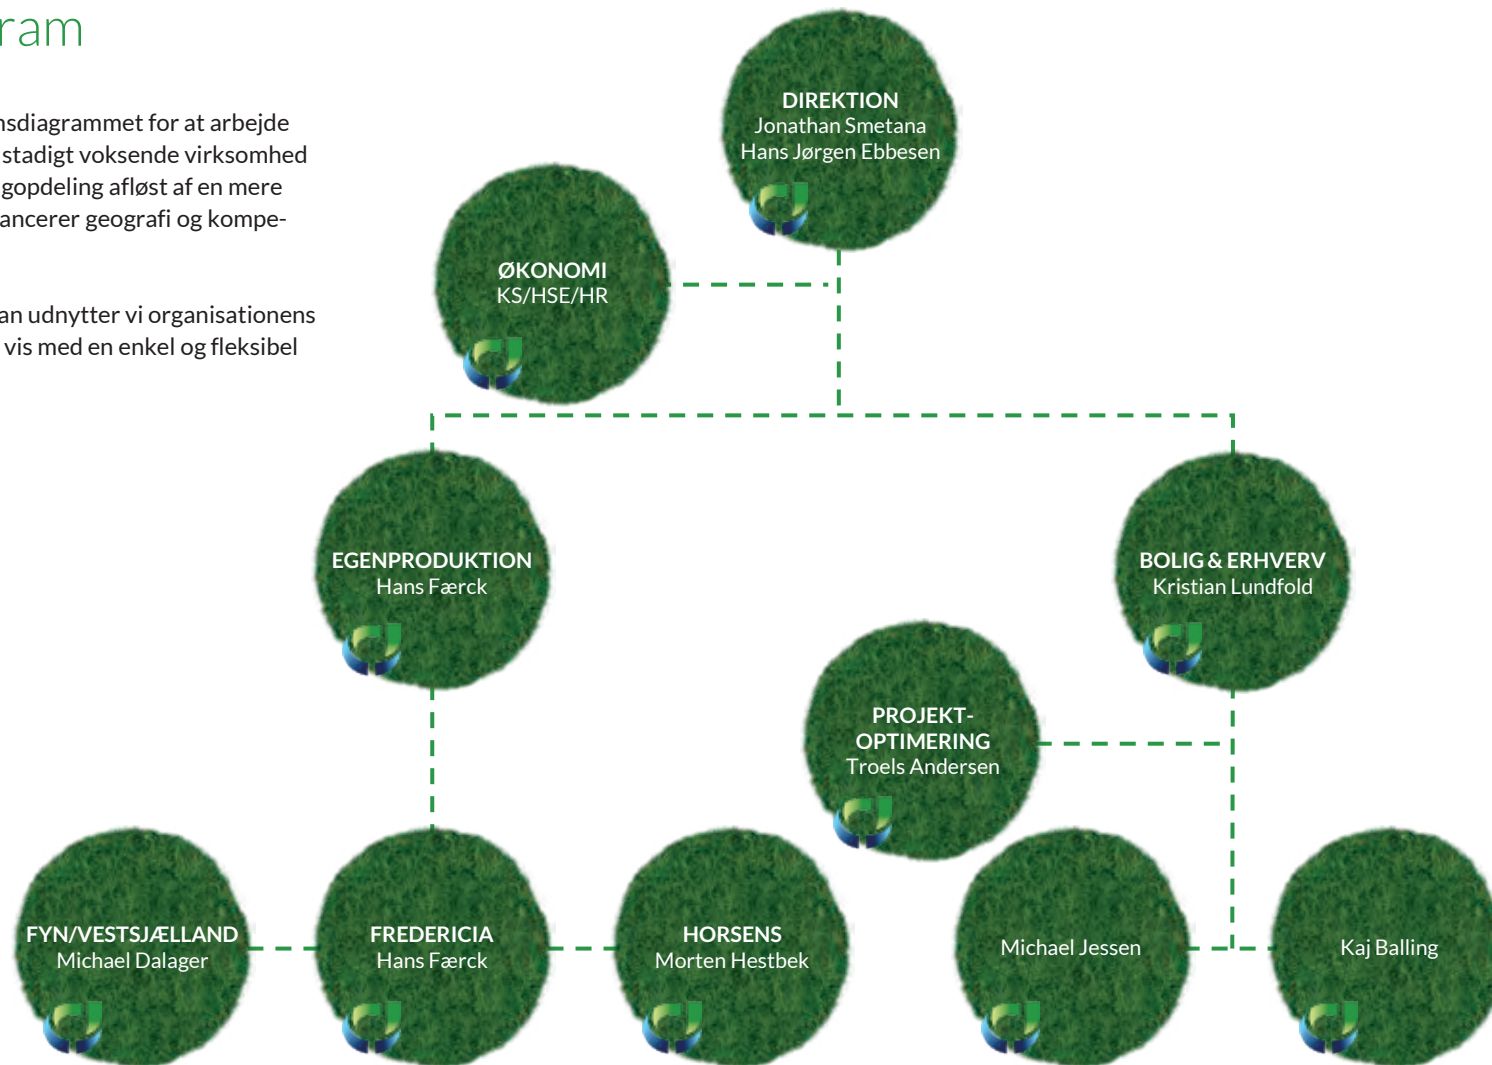 ram
nsdiagrammet for at arbejde
stadigt voksende virksomhed
gopdeling afløst af en mere
ancerer geografi og kompe-
an udnytter vi organisationens
vis med en enkel og fleksibel
DIREKTION
Jonathan Smetana
Hans Jørgen Ebbesen
ØKONOMI
KS/HSE/HR
EGENPRODUKTION
Hans Færck
BOLIG & ERHVERV
Kristian Lundfold
PROJEKT-
OPTIMERING
Troels Andersen
FYN/VESTSJÆLLAND
Michael Dalager
FREDERICIA
Hans Færck
HORSENS
Morten Hestbek
Michael Jessen
Kaj Balling